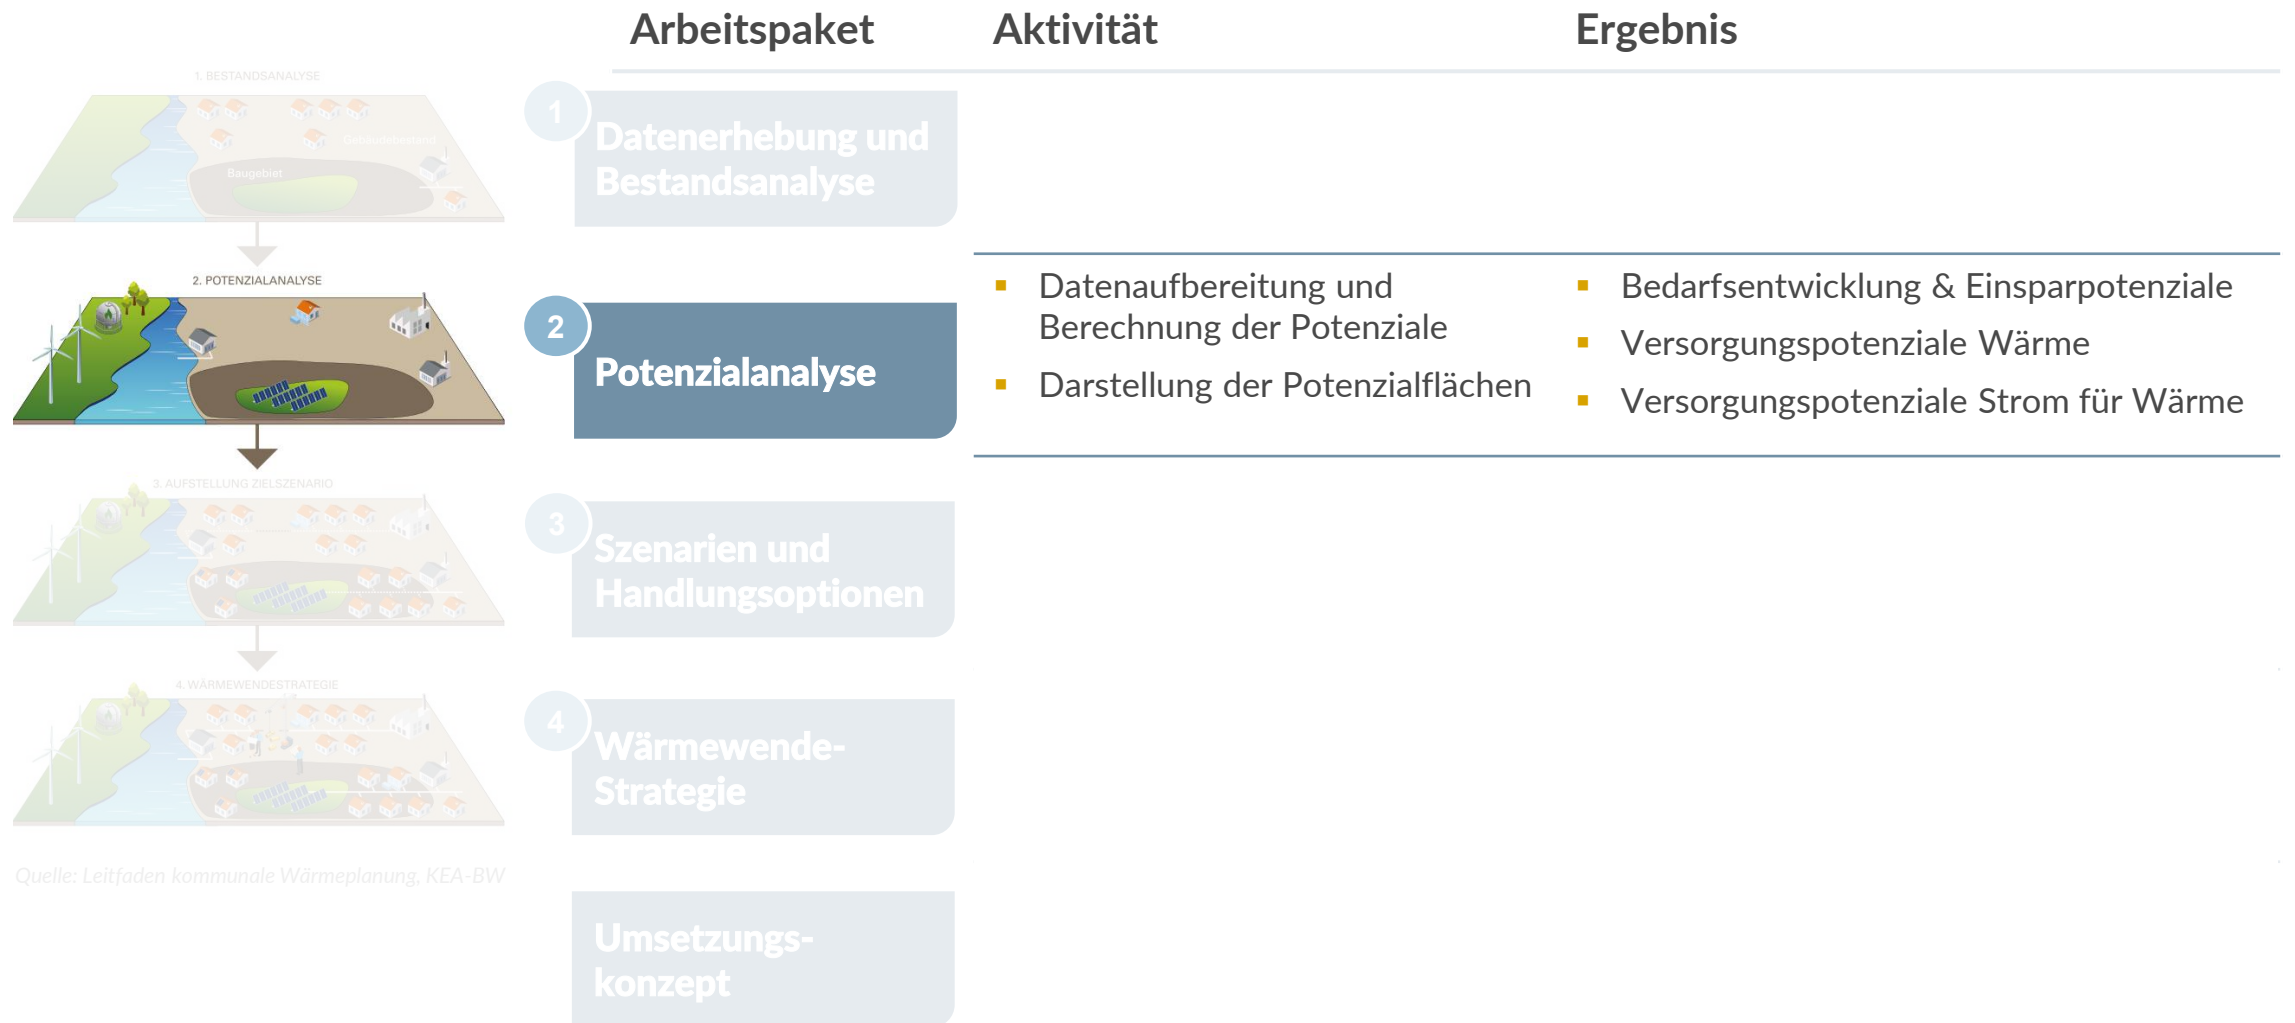 Arbeitspaket
Aktivität
Ergebnis
1. BESTANDSANALYSE
Gebäudebestand
Baugebiet
1
Datenerhebung und
Bestandsanalyse
2. POTENZIALANALYSE
2
Potenzialanalyse
▪ Datenaufbereitung und
Berechnung der Potenziale
▪ Darstellung der Potenzialflächen
▪ Bedarfsentwicklung & Einsparpotenziale
▪ Versorgungspotenziale Wärme
▪ Versorgungspotenziale Strom für Wärme
3. AUFSTELLUNG ZIELSZENARIO
3
Szenarien und
Handlungsoptionen
4. WÄRMEWENDESTRATEGIE
4
Wärmewende-
Strategie
Quelle: Leitfaden kommunale Wärmeplanung, KEA-BW
Umsetzungs-
konzept